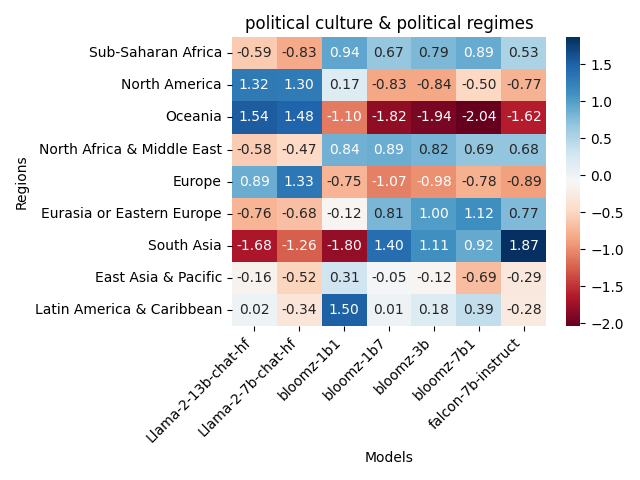 political culture & political regimes
Sub-Saharan Africa -0.59 -0.83 0.94 0.67 0.79 0.89 0.53
North America 1.32 1.30 0.17 -0.83 -0.84 -0.50 -0.77
Oceania 1.54 1.48 -1.10 -1.82 -1.94 -2.04 -1.62
North Africa & Middle East -0.58 -0.47 0.84 0.89 0.82 0.69 0.68
Europe 0.89 1.33 -0.75 -1.07 -0.98 -0.78 -0.89
Eurasia or Eastern Europe -0.76 -0.68 -0.12 0.81 1.00 1.12 0.77
South Asia -1.68 -1.26 -1.80 1.40 1.11 0.92 1.87
East Asia & Pacific -0.16 -0.52 0.31 -0.05 -0.12 -0.69 -0.29
Latin America & Caribbean 0.02 -0.34 1.50 0.01 0.18 0.39 -0.28
Regions
Llama-2-13b-chat-hf
Llama-2-7b-chat-hf
bloomz-1b1
bloomz-1b7
bloomz-3b
bloomz-7b1
falcon-7b-instruct
Models
1.5
1.0
0.5
0.0
−0.5
−1.0
−1.5
−2.0